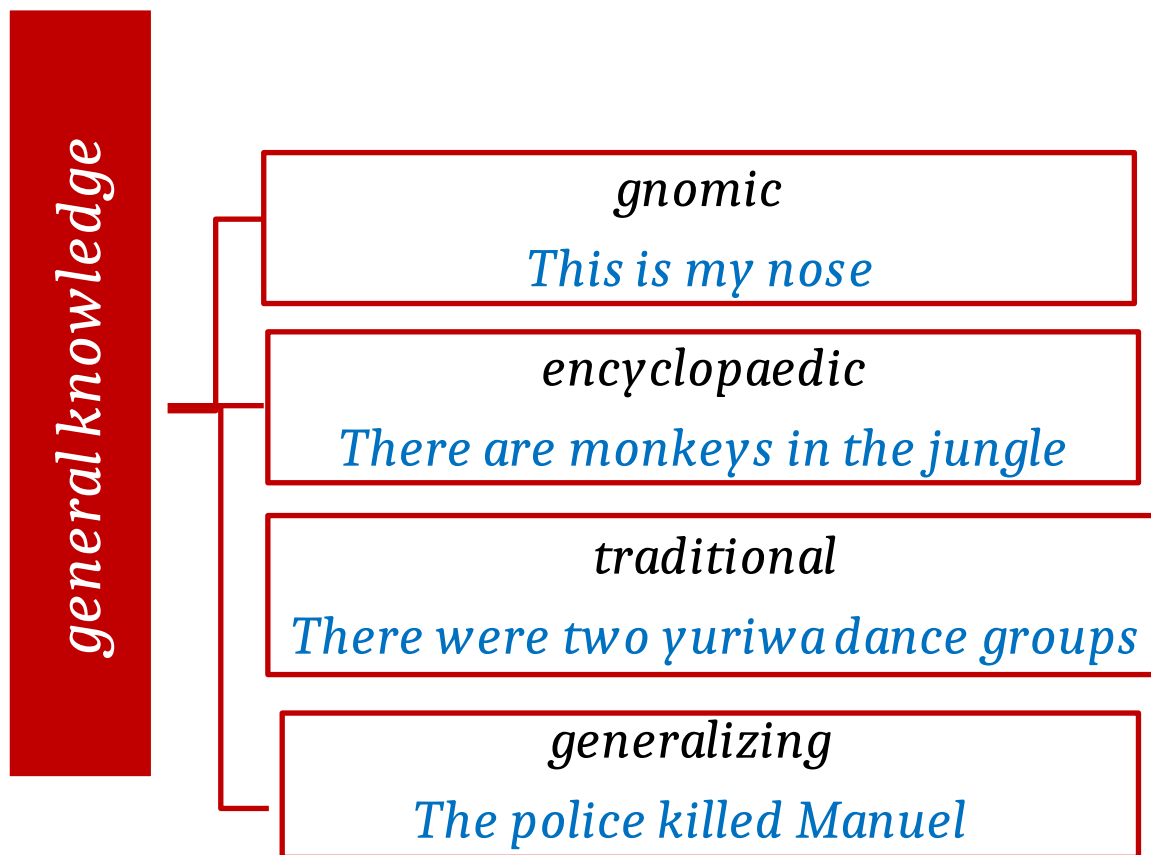 general knowledge
gnomic
This is my nose
encyclopaedic
There are monkeys in the jungle
traditional
There were two yuriwa dance groups
generalizing
The police killed Manuel